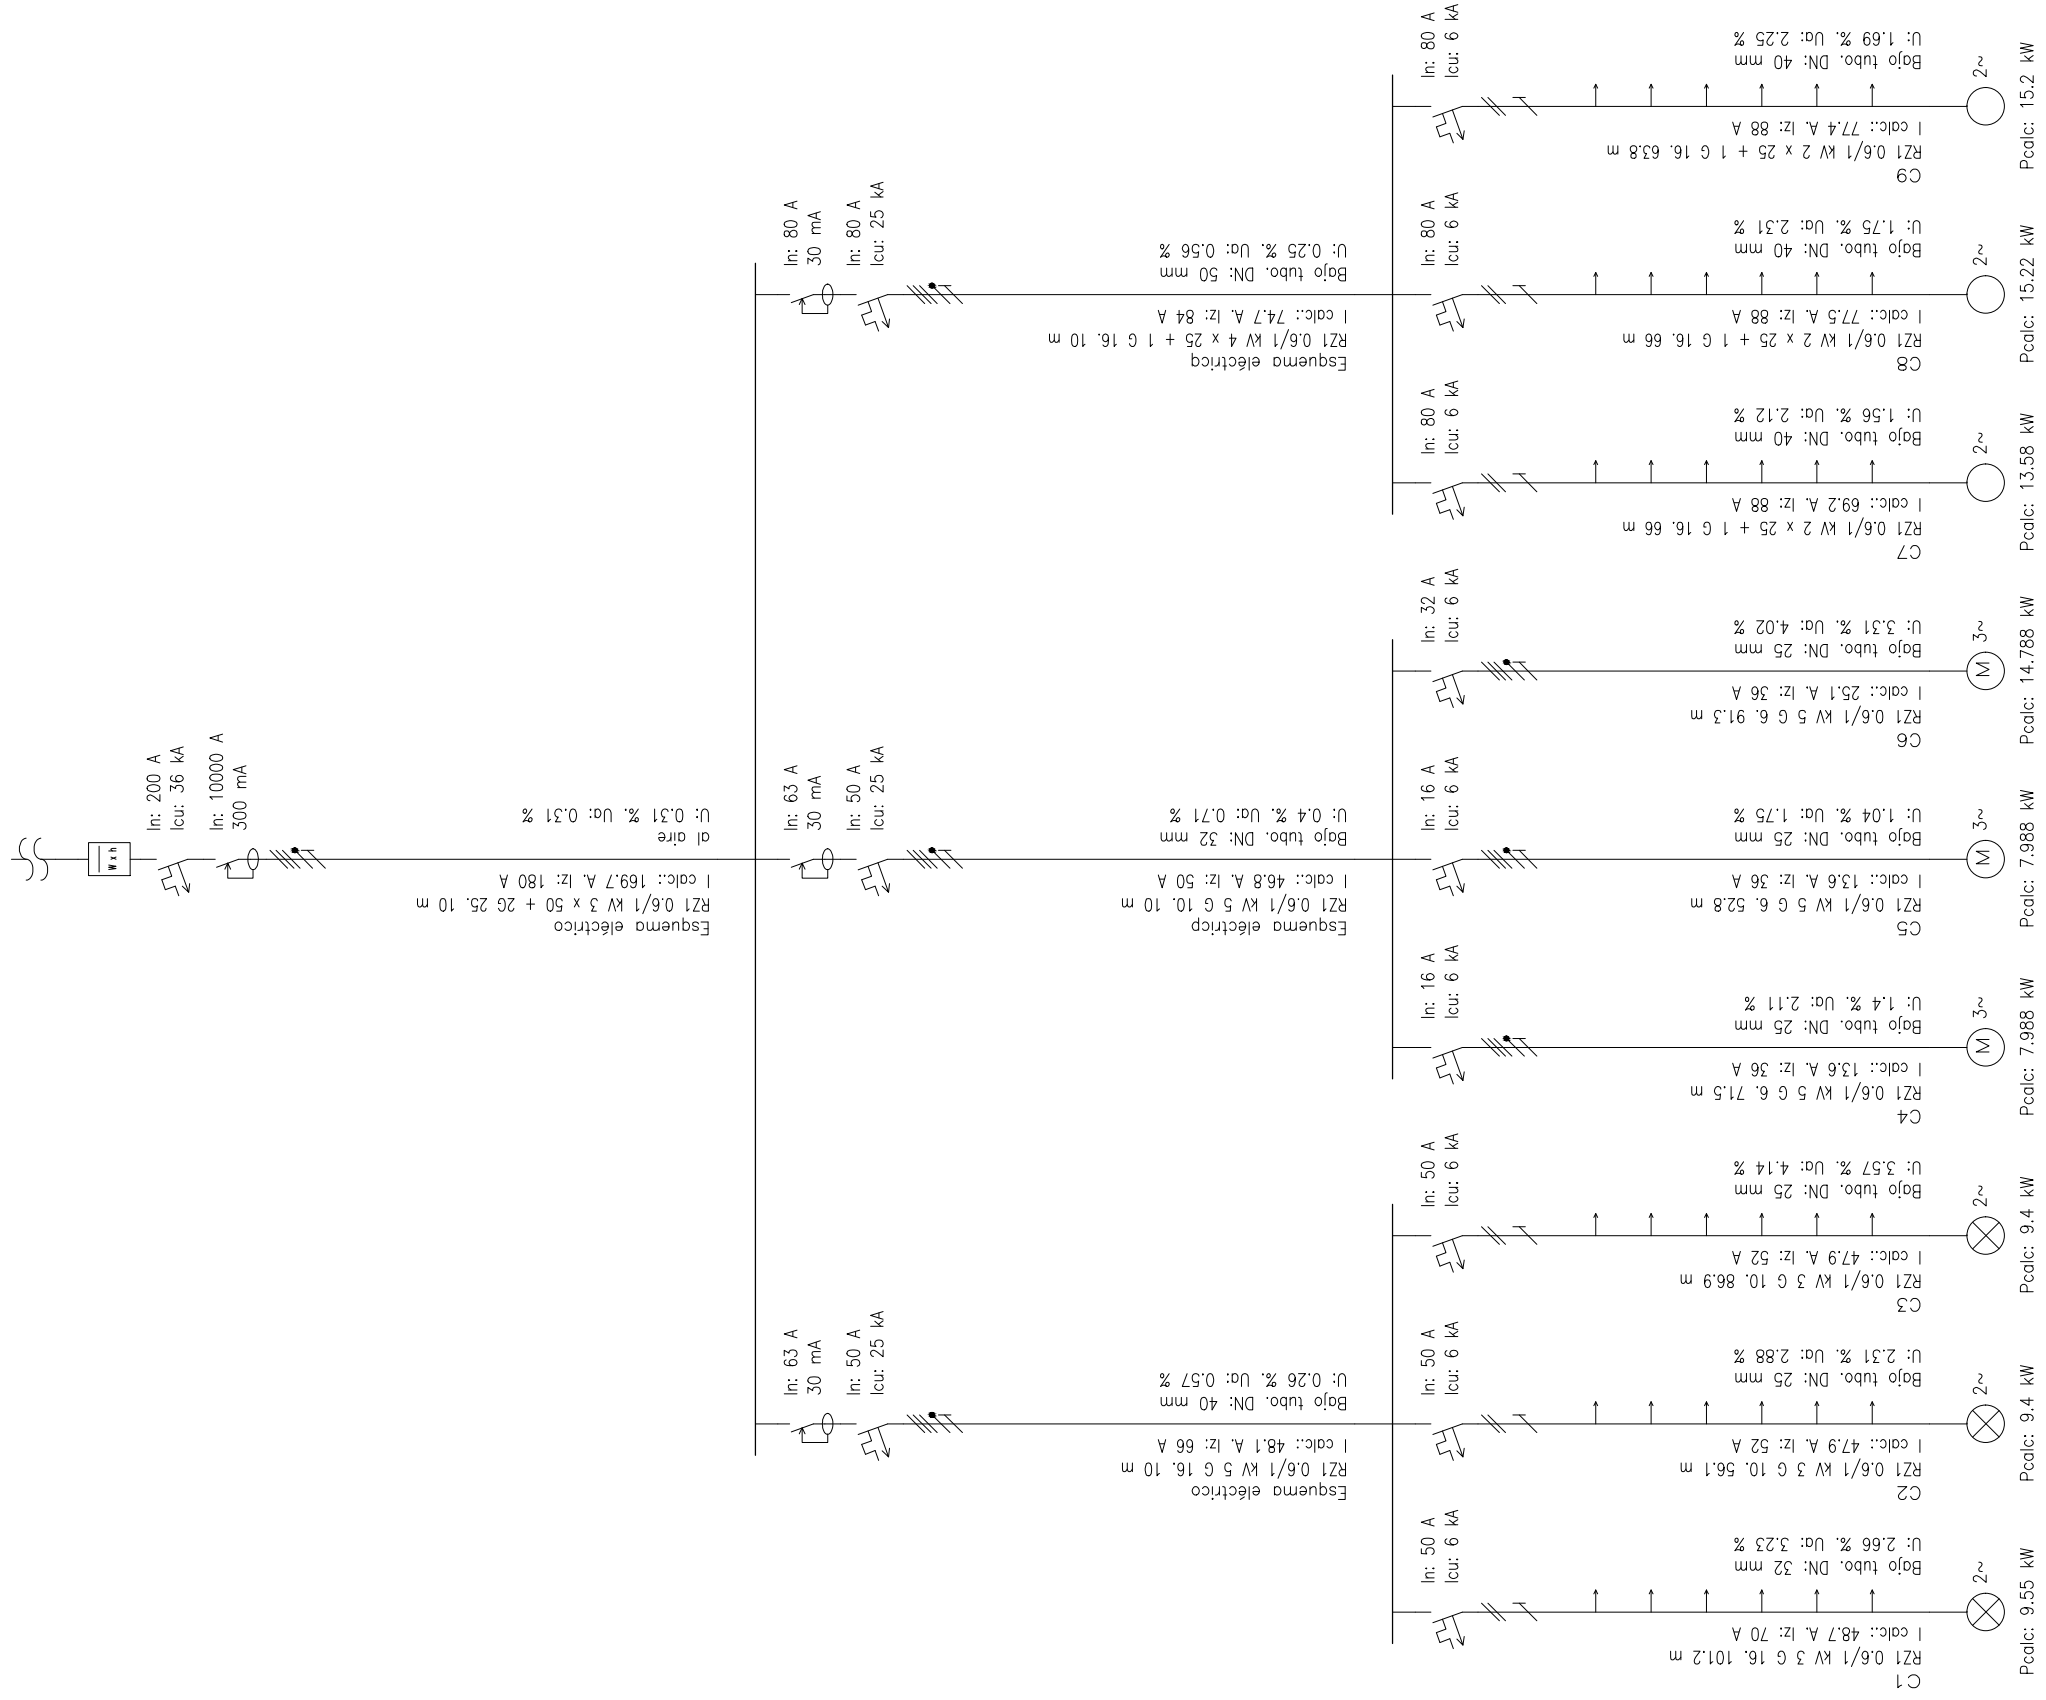 In: 200 A
Icu: 36 kA
In: 10000 A
300 mA
W x h
Esquema eléctrico
RZ1 0.6/1 kV 3 x 50 + 2G 25. 10 m
I calc.: 169.7 A. Iz: 180 A
al aire
U: 0.31 %. Ua: 0.31 %
In: 63 A
30 mA
In: 50 A
Icu: 25 kA
Esquema eléctrico
RZ1 0.6/1 kV 5 G 16. 10 m
I calc.: 48.1 A. Iz: 66 A
Bajo tubo. DN: 40 mm
U: 0.26 %. Ua: 0.57 %
In: 50 A
Icu: 6 kA
C1
RZ1 0.6/1 kV 3 G 16. 101.2 m
I calc.: 48.7 A. Iz: 70 A
Bajo tubo. DN: 32 mm
U: 2.66 %. Ua: 3.23 %
2~
Pcalc: 9.55 kW
In: 50 A
Icu: 6 kA
C2
RZ1 0.6/1 kV 3 G 10. 56.1 m
I calc.: 47.9 A. Iz: 52 A
Bajo tubo. DN: 25 mm
U: 2.31 %. Ua: 2.88 %
2~
Pcalc: 9.4 kW
In: 50 A
Icu: 6 kA
C3
RZ1 0.6/1 kV 3 G 10. 86.9 m
I calc.: 47.9 A. Iz: 52 A
Bajo tubo. DN: 25 mm
U: 3.57 %. Ua: 4.14 %
2~
Pcalc: 9.4 kW
In: 63 A
30 mA
In: 50 A
Icu: 25 kA
Esquema eléctricp
RZ1 0.6/1 kV 5 G 10. 10 m
I calc.: 46.8 A. Iz: 50 A
Bajo tubo. DN: 32 mm
U: 0.4 %. Ua: 0.71 %
In: 16 A
Icu: 6 kA
C4
RZ1 0.6/1 kV 5 G 6. 71.5 m
I calc.: 13.6 A. Iz: 36 A
Bajo tubo. DN: 25 mm
U: 1.4 %. Ua: 2.11 %
M
3~
Pcalc: 7.988 kW
In: 16 A
Icu: 6 kA
C5
RZ1 0.6/1 kV 5 G 6. 52.8 m
I calc.: 13.6 A. Iz: 36 A
Bajo tubo. DN: 25 mm
U: 1.04 %. Ua: 1.75 %
M
3~
Pcalc: 7.988 kW
In: 32 A
Icu: 6 kA
C6
RZ1 0.6/1 kV 5 G 6. 91.3 m
I calc.: 25.1 A. Iz: 36 A
Bajo tubo. DN: 25 mm
U: 3.31 %. Ua: 4.02 %
M
3~
Pcalc: 14.788 kW
In: 80 A
30 mA
In: 80 A
Icu: 25 kA
Esquema eléctricq
RZ1 0.6/1 kV 4 x 25 + 1 G 16. 10 m
I calc.: 74.7 A. Iz: 84 A
Bajo tubo. DN: 50 mm
U: 0.25 %. Ua: 0.56 %
In: 80 A
Icu: 6 kA
C7
RZ1 0.6/1 kV 2 x 25 + 1 G 16. 66 m
I calc.: 69.2 A. Iz: 88 A
Bajo tubo. DN: 40 mm
U: 1.56 %. Ua: 2.12 %
2~
Pcalc: 13.58 kW
In: 80 A
Icu: 6 kA
C8
RZ1 0.6/1 kV 2 x 25 + 1 G 16. 66 m
I calc.: 77.5 A. Iz: 88 A
Bajo tubo. DN: 40 mm
U: 1.75 %. Ua: 2.31 %
2~
Pcalc: 15.22 kW
In: 80 A
Icu: 6 kA
C9
RZ1 0.6/1 kV 2 x 25 + 1 G 16. 63.8 m
I calc.: 77.4 A. Iz: 88 A
Bajo tubo. DN: 40 mm
U: 1.69 %. Ua: 2.25 %
2~
Pcalc: 15.2 kW